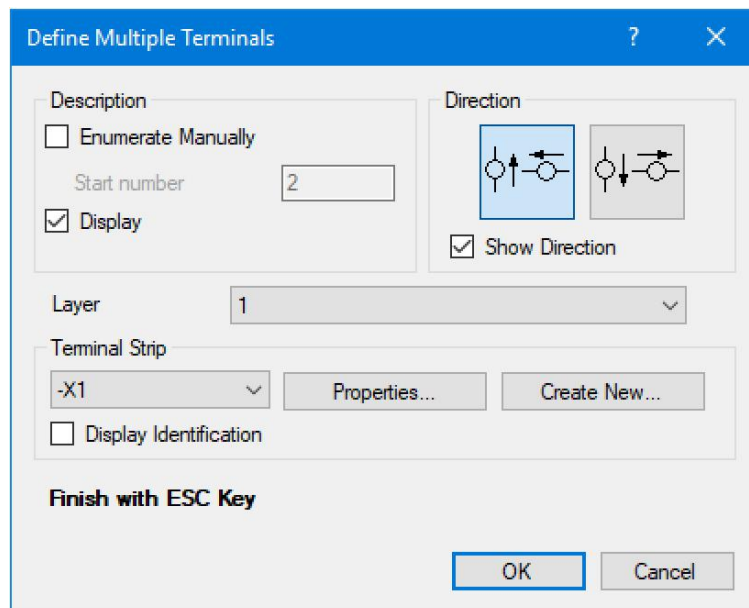 Define Multiple Terminals ?
Description
Enumerate Manually
Start number 2
Display
Direction
Show Direction
Layer 1
Terminal Strip
-X1 Properties... Create New...
Display Identification
Finish with ESC Key
OK Cancel